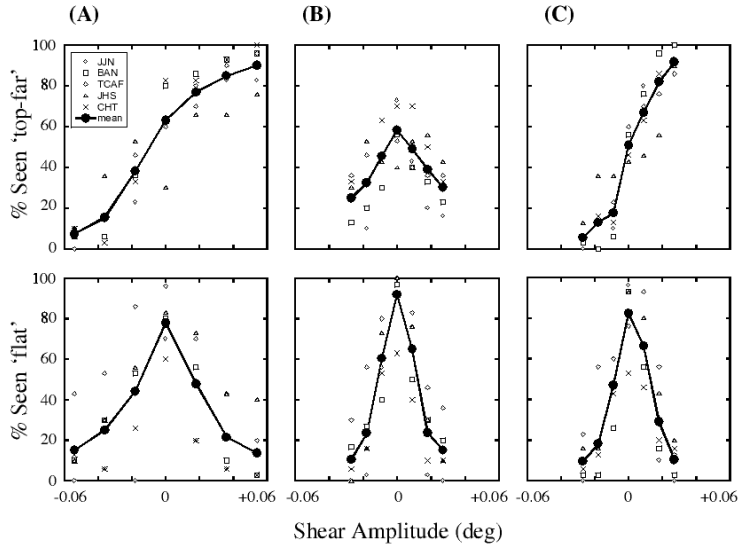 (A) (B) (C)
% Seen 'top-far'
100
80
60
40
20
0
JJN
BAN
TCAF
JHS
CHT
mean
% Seen 'flat'
100
80
60
40
20
0
-0.06 0 +0.06 -0.06 0 +0.06 -0.06 0 +0.06
Shear Amplitude (deg)